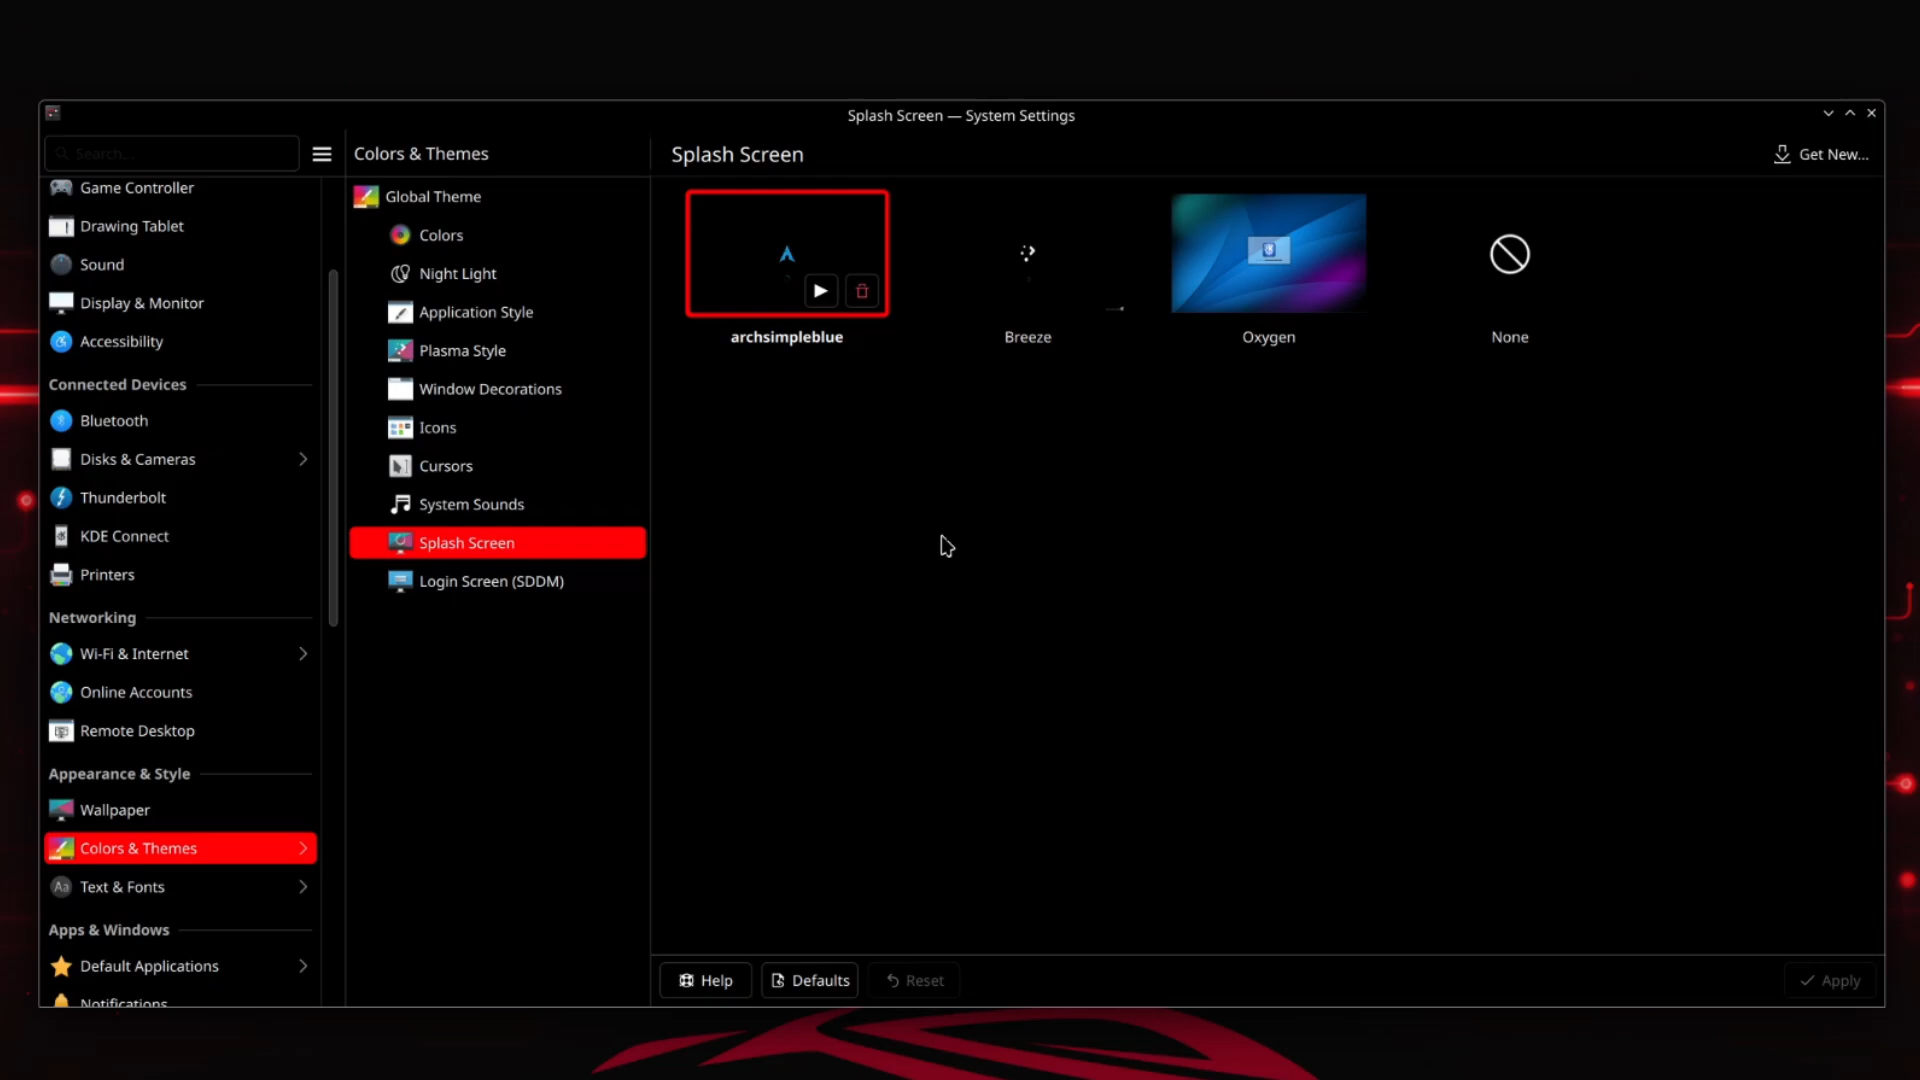 Splash Screen — System Settings
Search...
Game Controller
Drawing Tablet
Sound
Display & Monitor
Accessibility
Connected Devices
Bluetooth
Disks & Cameras
Thunderbolt
KDE Connect
Printers
Networking
Wi-Fi & Internet
Online Accounts
Remote Desktop
Appearance & Style
Wallpaper
Colors & Themes
Aa Text & Fonts
Apps & Windows
Default Applications
Notifications
Colors & Themes
Global Theme
Colors
Night Light
Application Style
Plasma Style
Window Decorations
Icons
Cursors
System Sounds
Splash Screen
Login Screen (SDDM)
Splash Screen
Get New...
archsimpleblue
Breeze
Oxygen
None
Help
Defaults
Reset
Apply